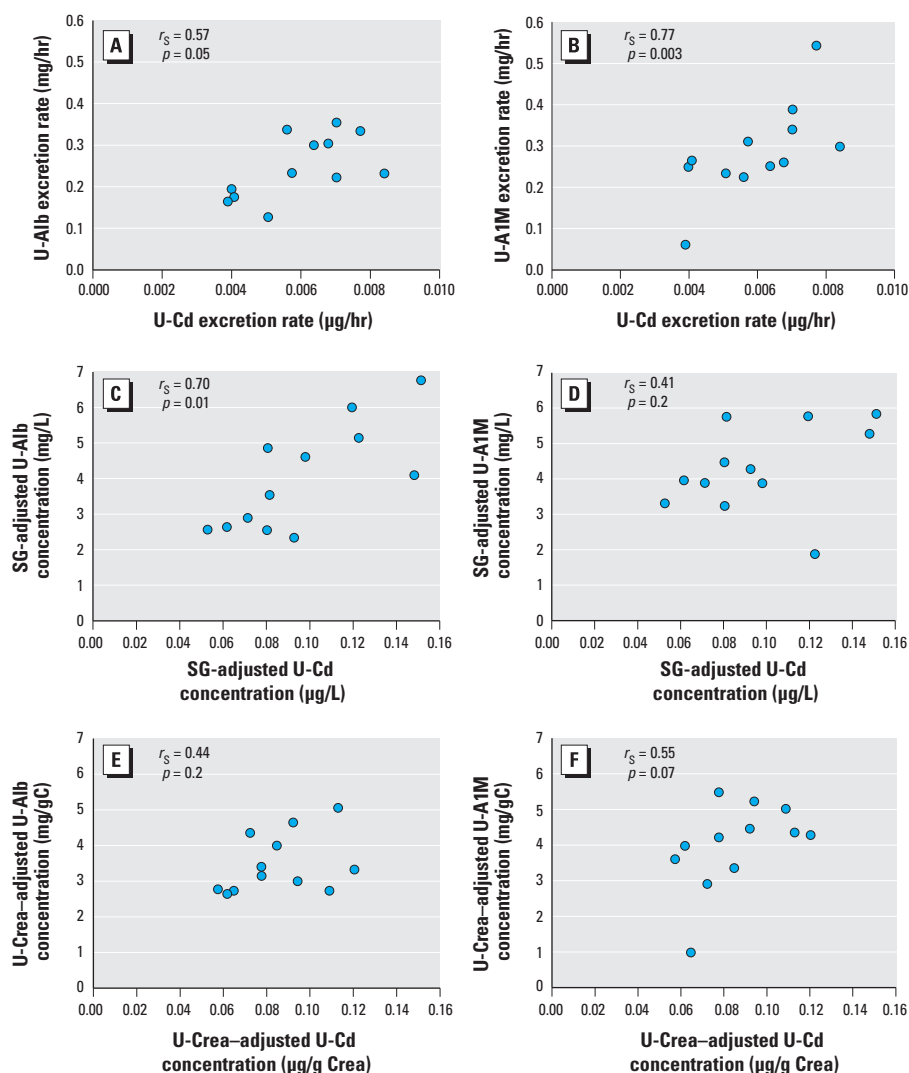 A
rS = 0.57
p = 0.05
U-Alb excretion rate (mg/hr)
0.6
0.5
0.4
0.3
0.2
0.1
0.0
0.000 0.002 0.004 0.006 0.008 0.010
U-Cd excretion rate (µg/hr)
B
rS = 0.77
p = 0.003
U-A1M excretion rate (mg/hr)
0.6
0.5
0.4
0.3
0.2
0.1
0.0
0.000 0.002 0.004 0.006 0.008 0.010
U-Cd excretion rate (µg/hr)
C
rS = 0.70
p = 0.01
SG-adjusted U-Alb
concentration (mg/L)
7
6
5
4
3
2
1
0
0.00 0.02 0.04 0.06 0.08 0.10 0.12 0.14 0.16
SG-adjusted U-Cd
concentration (µg/L)
D
rS = 0.41
p = 0.2
SG-adjusted U-A1M
concentration (mg/L)
7
6
5
4
3
2
1
0
0.00 0.02 0.04 0.06 0.08 0.10 0.12 0.14 0.16
SG-adjusted U-Cd
concentration (µg/L)
E
rS = 0.44
p = 0.2
U-Crea–adjusted U-Alb
concentration (mg/gC)
7
6
5
4
3
2
1
0
0.00 0.02 0.04 0.06 0.08 0.10 0.12 0.14 0.16
U-Crea–adjusted U-Cd
concentration (µg/g Crea)
F
rS = 0.55
p = 0.07
U-Crea–adjusted U-A1M
concentration (mg/gC)
7
6
5
4
3
2
1
0
0.00 0.02 0.04 0.06 0.08 0.10 0.12 0.14 0.16
U-Crea–adjusted U-Cd
concentration (µg/g Crea)